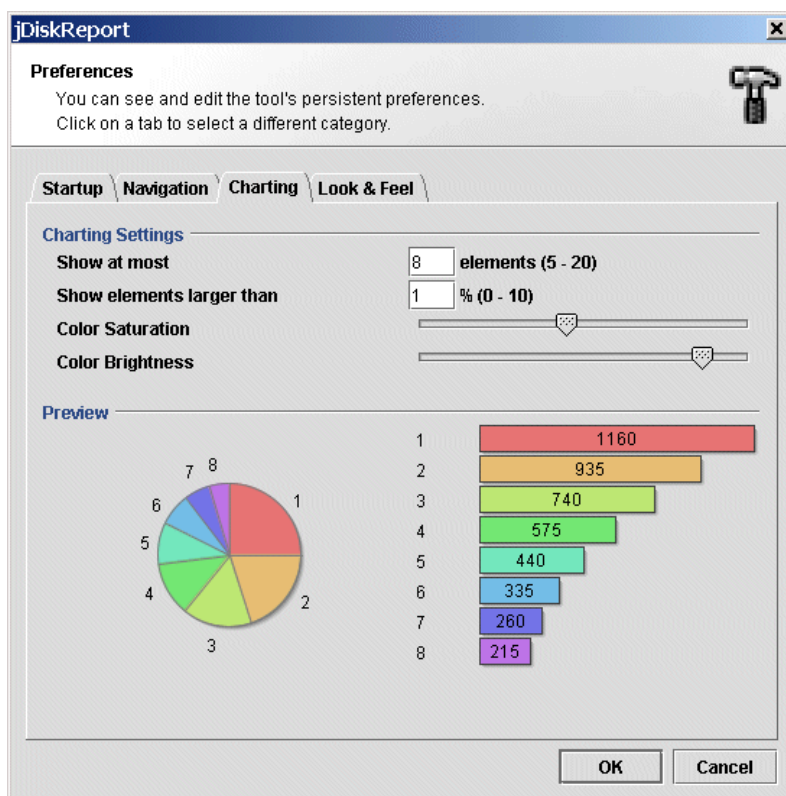 jDiskReport
Preferences
You can see and edit the tool's persistent preferences.
Click on a tab to select a different category.
Startup Navigation Charting Look & Feel
Charting Settings
Show at most 8 elements (5 - 20)
Show elements larger than 1 % (0 - 10)
Color Saturation
Color Brightness
Preview
1
2
3
4
5
6
7
8
1 1160
2 935
3 740
4 575
5 440
6 335
7 260
8 215
OK Cancel